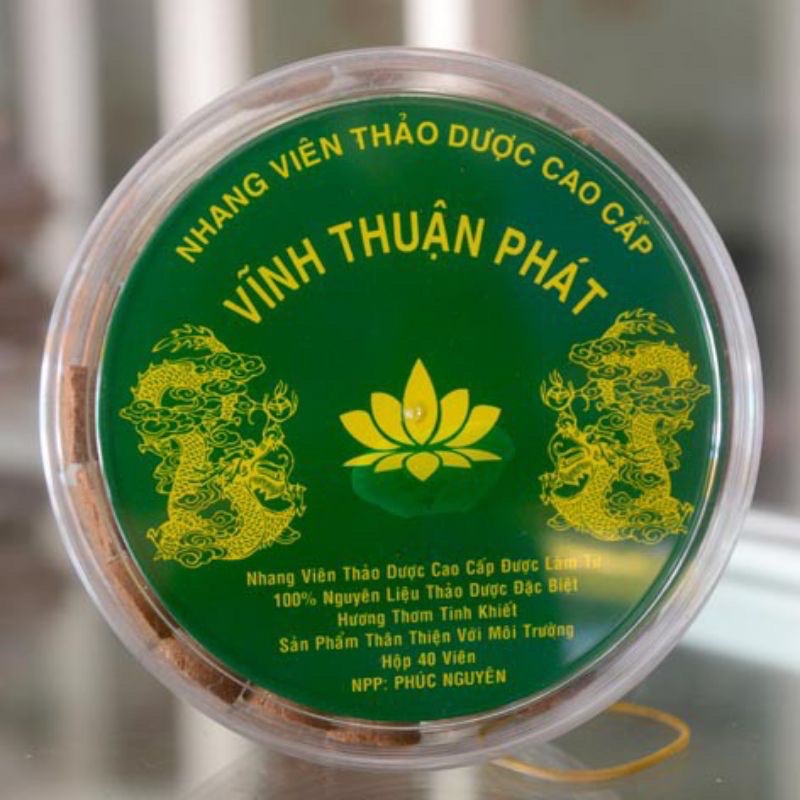 NHANG VIÊN THẢO DƯỢC CAO CẤP
VĨNH THUẬN PHÁT
Nhang Viên Thảo Dược Cao Cấp Được Làm Từ
100% Nguyên Liệu Thảo Dược Đặc Biệt
Hương Thơm Tinh Khiết
Sản Phẩm Thân Thiện Với Môi Trường
Hộp 40 Viên
NPP: PHÚC NGUYÊN